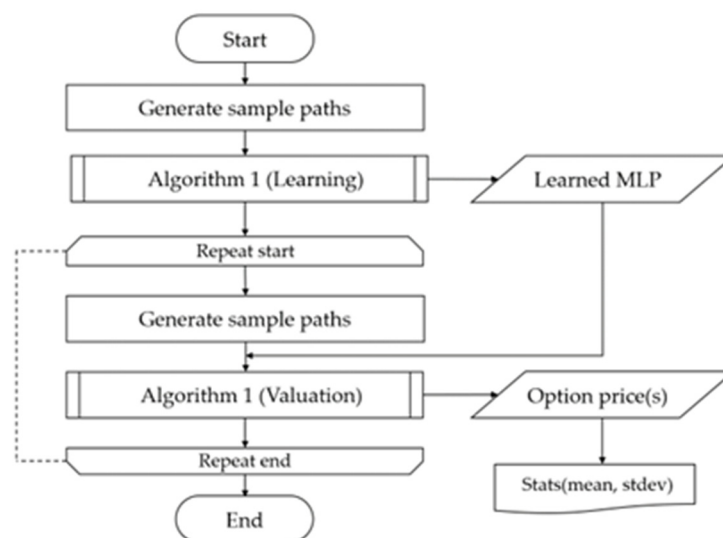 Start
Generate sample paths
Algorithm 1 (Learning)
Learned MLP
Repeat start
Generate sample paths
Algorithm 1 (Valuation)
Option price(s)
Repeat end
Stats(mean, stdev)
End